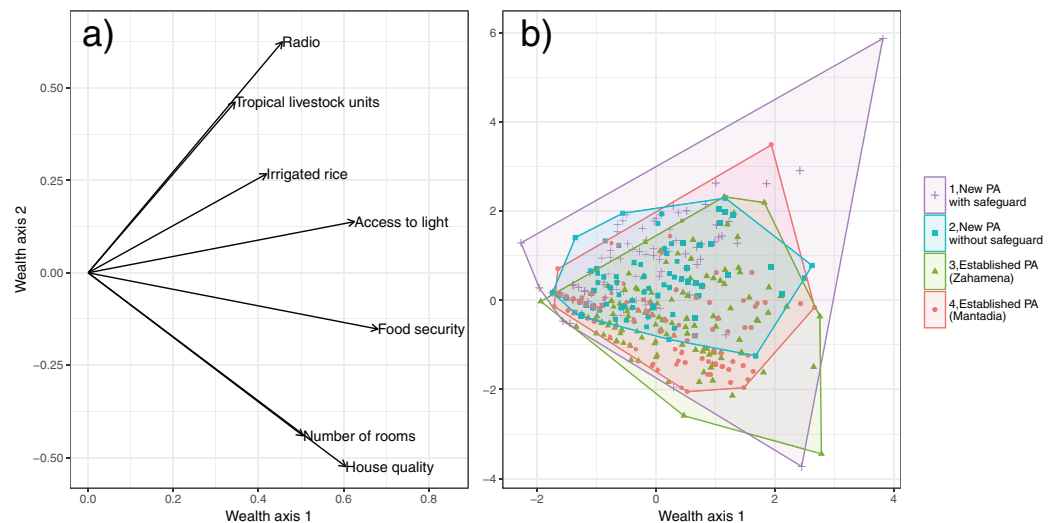 a)
Wealth axis 2
0.50
0.25
0.00
−0.25
−0.50
Radio
Tropical livestock units
Irrigated rice
Access to light
Food security
Number of rooms
House quality
0.0 0.2 0.4 0.6 0.8
Wealth axis 1
b)
6
4
2
0
−2
−4
−2 0 2 4
Wealth axis 1
1,New PA
with safeguard
2,New PA
without safeguard
3,Established PA
(Zahamena)
4,Established PA
(Mantadia)